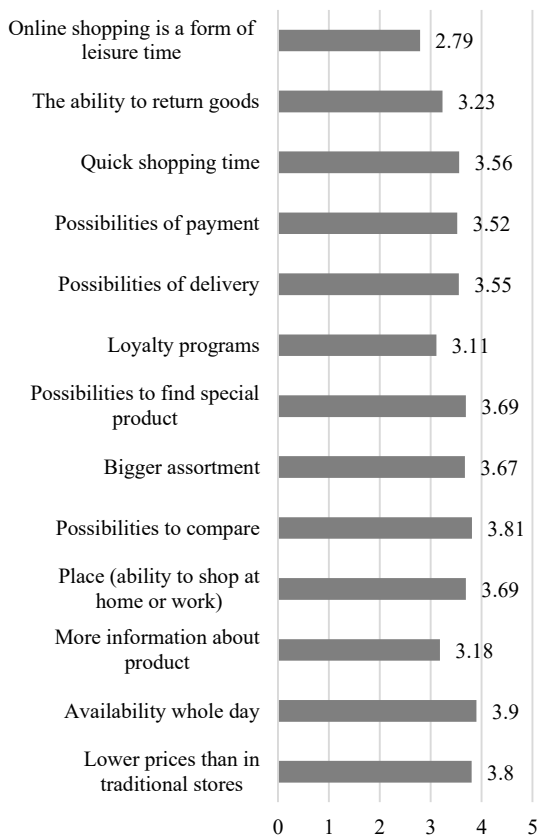 Online shopping is a form of
leisure time
2.79
The ability to return goods
3.23
Quick shopping time
3.56
Possibilities of payment
3.52
Possibilities of delivery
3.55
Loyalty programs
3.11
Possibilities to find special
product
3.69
Bigger assortment
3.67
Possibilities to compare
3.81
Place (ability to shop at
home or work)
3.69
More information about
product
3.18
Availability whole day
3.9
Lower prices than in
traditional stores
3.8
0 1 2 3 4 5